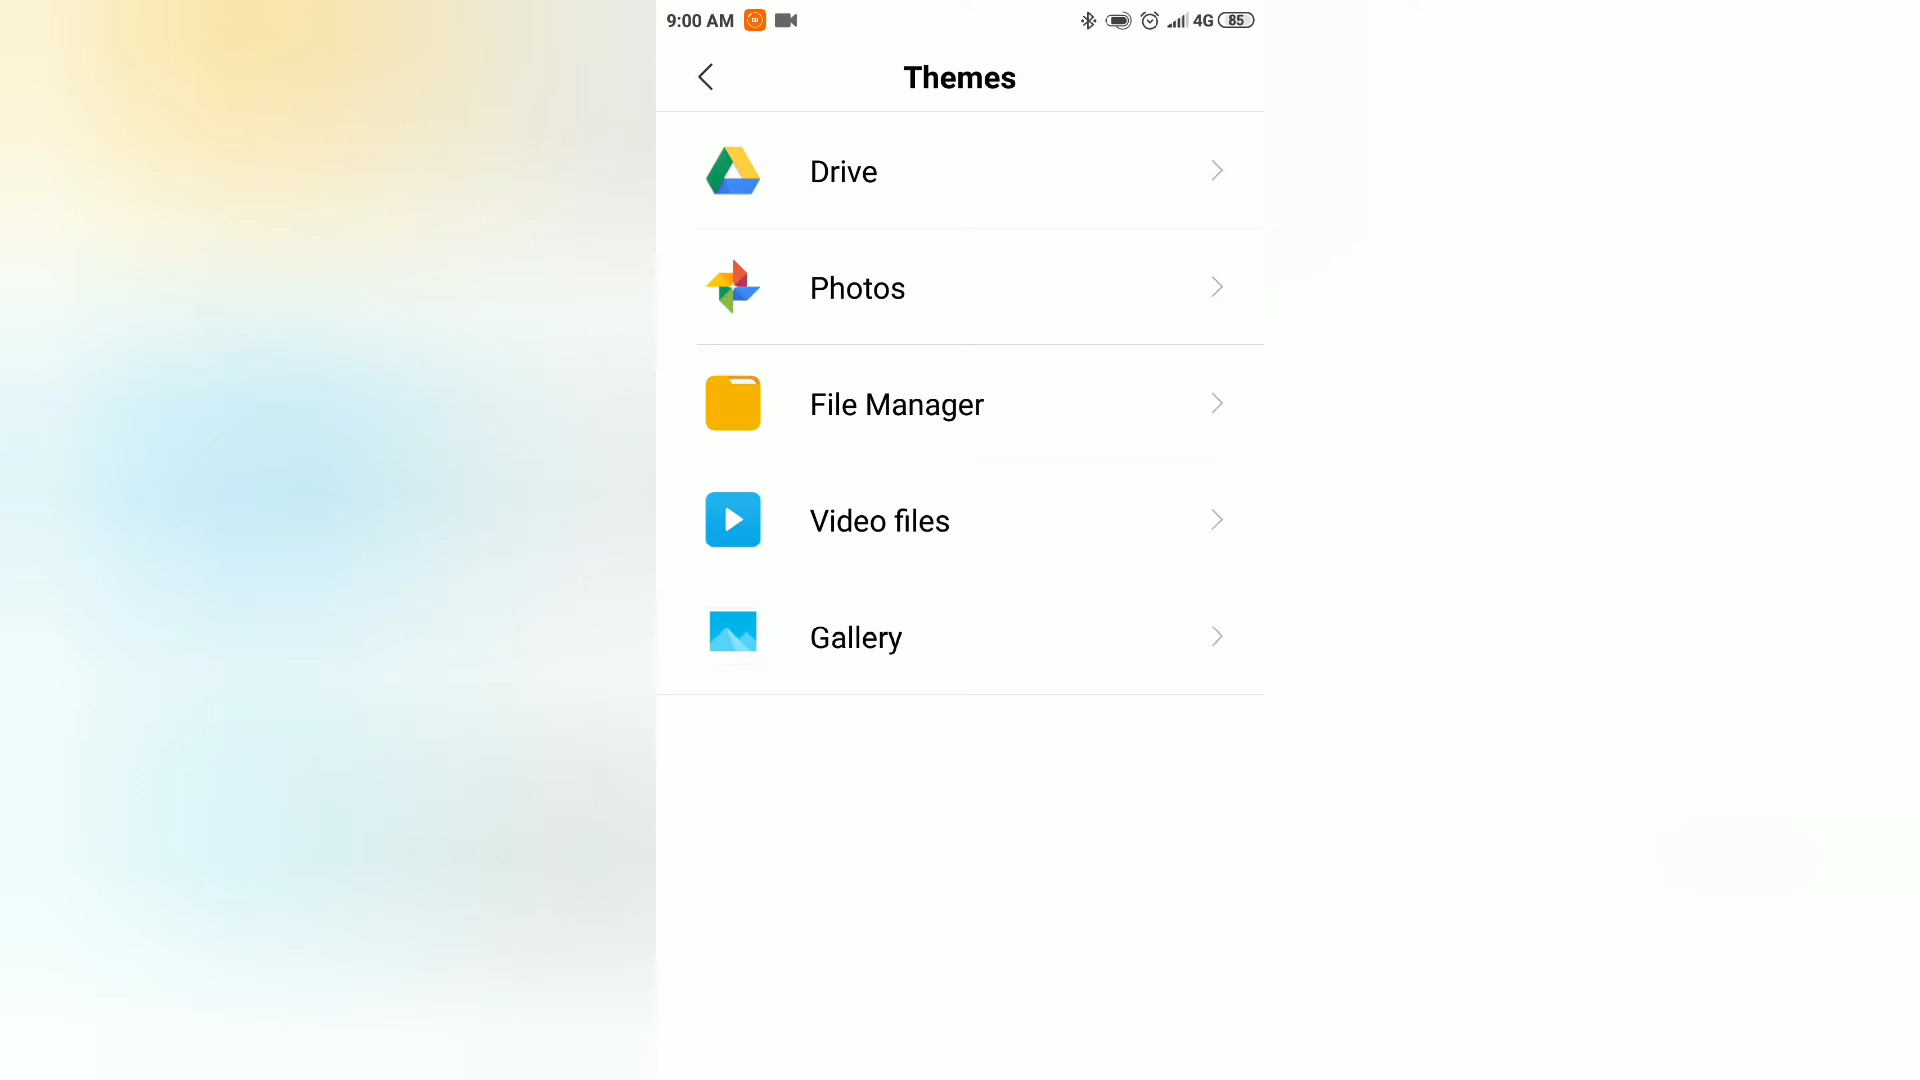 9:00 AM 4G 85
Themes
Drive
Photos
File Manager
Video files
Gallery